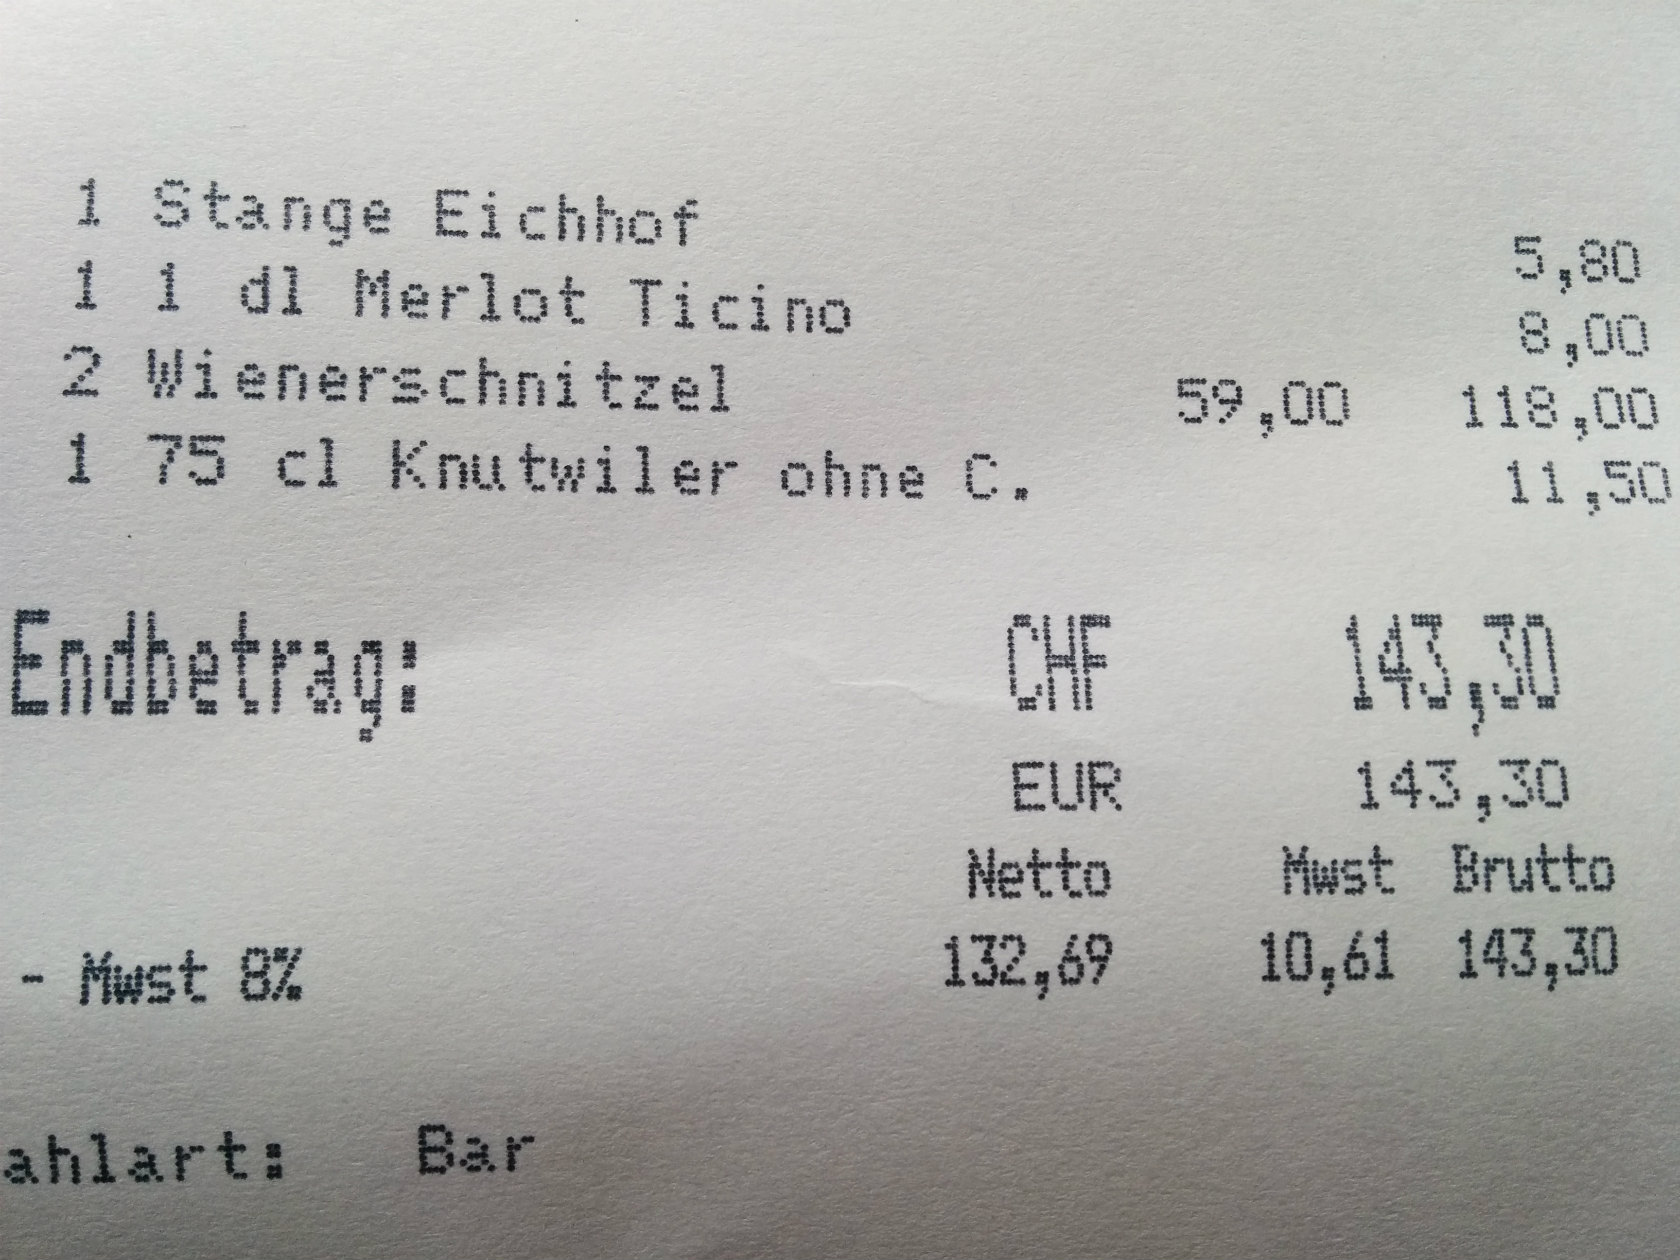 1 Stange Eichhof 5,80
1 1 dl Merlot Ticino 8,00
2 Wienerschnitzel 59,00 118,00
1 75 cl Knutwiler ohne C. 11,50
Endbetrag: CHF 143,30
EUR 143,30
Netto Mwst Brutto
- Mwst 8% 132,69 10,61 143,30
ahlart: Bar